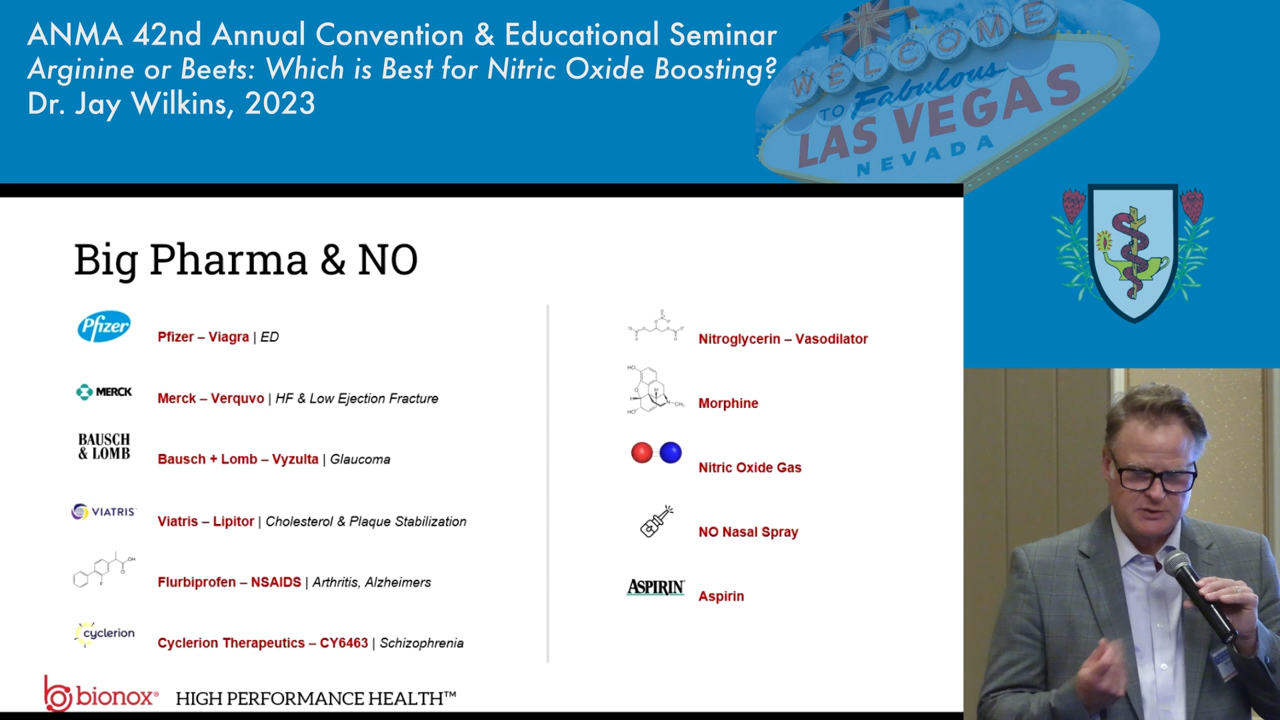 ANMA 42nd Annual Convention & Educational Seminar
Arginine or Beets: Which is Best for Nitric Oxide Boosting?
Dr. Jay Wilkins, 2023
WELCOME
TO Fabulous
LAS VEGAS
NEVADA
Big Pharma & NO
Pfizer
Pfizer – Viagra | ED
MERCK
Merck – Verquvo | HF & Low Ejection Fracture
BAUSCH
& LOMB
Bausch + Lomb – Vyzulta | Glaucoma
VIATRIS
Viatris – Lipitor | Cholesterol & Plaque Stabilization
OH
O
F
Flurbiprofen – NSAIDS | Arthritis, Alzheimers
cyclerion
Cyclerion Therapeutics – CY6463 | Schizophrenia
Nitroglycerin – Vasodilator
HO
O
H
N
CH₃
HO
Morphine
Nitric Oxide Gas
NO Nasal Spray
ASPIRIN
Aspirin
bionox® HIGH PERFORMANCE HEALTH™